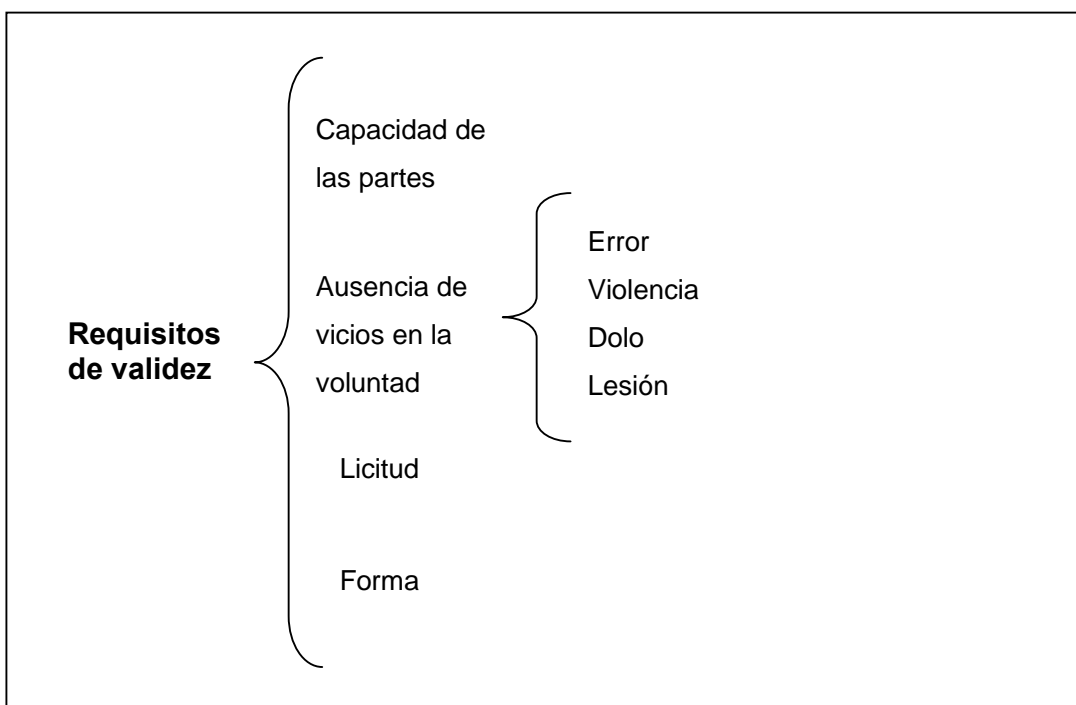 Requisitos
de validez
Capacidad de
las partes
Ausencia de
vicios en la
voluntad
Error
Violencia
Dolo
Lesión
Licitud
Forma